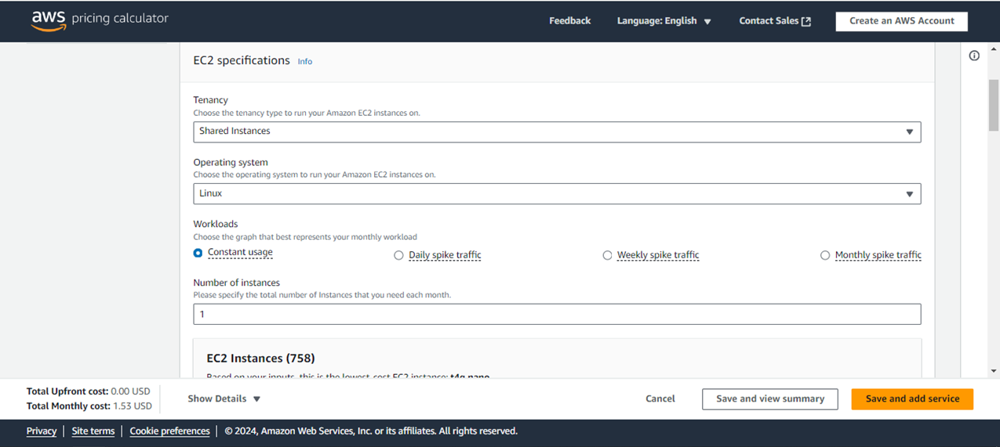 aws pricing calculator
Feedback
Language: English
Contact Sales
Create an AWS Account
EC2 specifications Info
Tenancy
Choose the tenancy type to run your Amazon EC2 instances on.
Shared Instances
Operating system
Choose the operating system to run your Amazon EC2 instances on.
Linux
Workloads
Choose the graph that best represents your monthly workload
Constant usage
Daily spike traffic
Weekly spike traffic
Monthly spike traffic
Number of instances
Please specify the total number of Instances that you need each month.
1
EC2 Instances (758)
Based on your inputs, this is the lowest-cost EC2 instance: t4g.nano
Total Upfront cost: 0.00 USD
Total Monthly cost: 1.53 USD
Show Details
Cancel
Save and view summary
Save and add service
Privacy | Site terms | Cookie preferences | © 2024, Amazon Web Services, Inc. or its affiliates. All rights reserved.